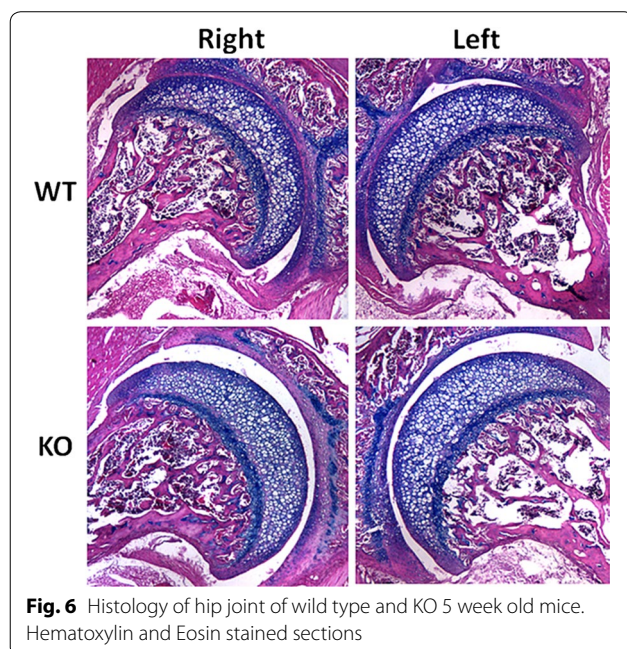 Right Left
WT
KO
Fig. 6 Histology of hip joint of wild type and KO 5 week old mice.
Hematoxylin and Eosin stained sections